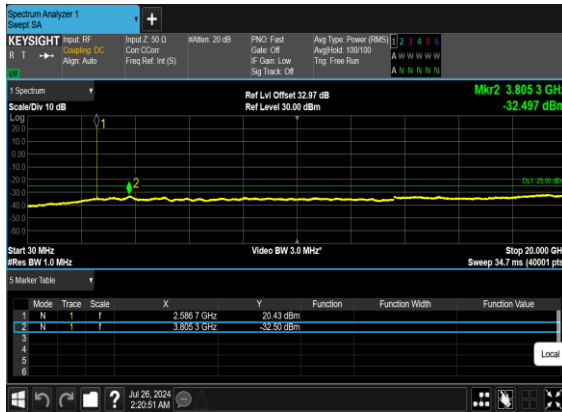 Spectrum Analyzer 1
Swept SA
+
KEYSIGHT Input: RF Input Z: 50 Ω #Atten: 20 dB PNO: Fast Avg Type: Power (RMS) 1 2 3 4 5 6
R T Coupling: DC Corr CCorr Gate: Off Avg|Hold: 100/100 A W W W W W
Align: Auto Freq Ref: Int (S) IF Gain: Low Trig: Free Run
Sig Track: Off A N N N N N
1 Spectrum Ref Lvl Offset 32.97 dB Mkr2 3.805 3 GHz
Scale/Div 10 dB Ref Level 30.00 dBm -32.497 dBm
Log
20.0
10.0
0.00
-10.0
-20.0
-30.0
-40.0
-50.0
-60.0
1
2
DL1 -25.00 dBm
Start 30 MHz Video BW 3.0 MHz* Stop 20.000 GHz
#Res BW 1.0 MHz Sweep 34.7 ms (40001 pts)
5 Marker Table
Mode Trace Scale X Y Function Function Width Function Value
1 N 1 f 2.586 7 GHz 20.43 dBm
2 N 1 f 3.805 3 GHz -32.50 dBm
3
4
5
6
Local
? Jul 26, 2024
2:20:51 AM